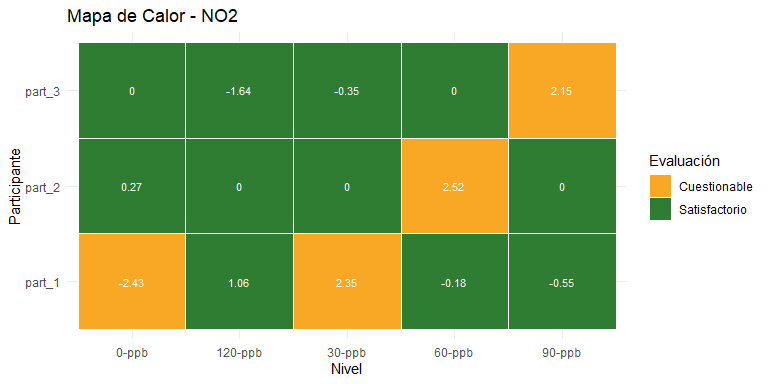 Mapa de Calor - NO2
Participante
part_3
0
-1.64
-0.35
0
2.15
part_2
0.27
0
0
2.52
0
part_1
-2.43
1.06
2.35
-0.18
-0.55
0-ppb
120-ppb
30-ppb
60-ppb
90-ppb
Nivel
Evaluación
Cuestionable
Satisfactorio